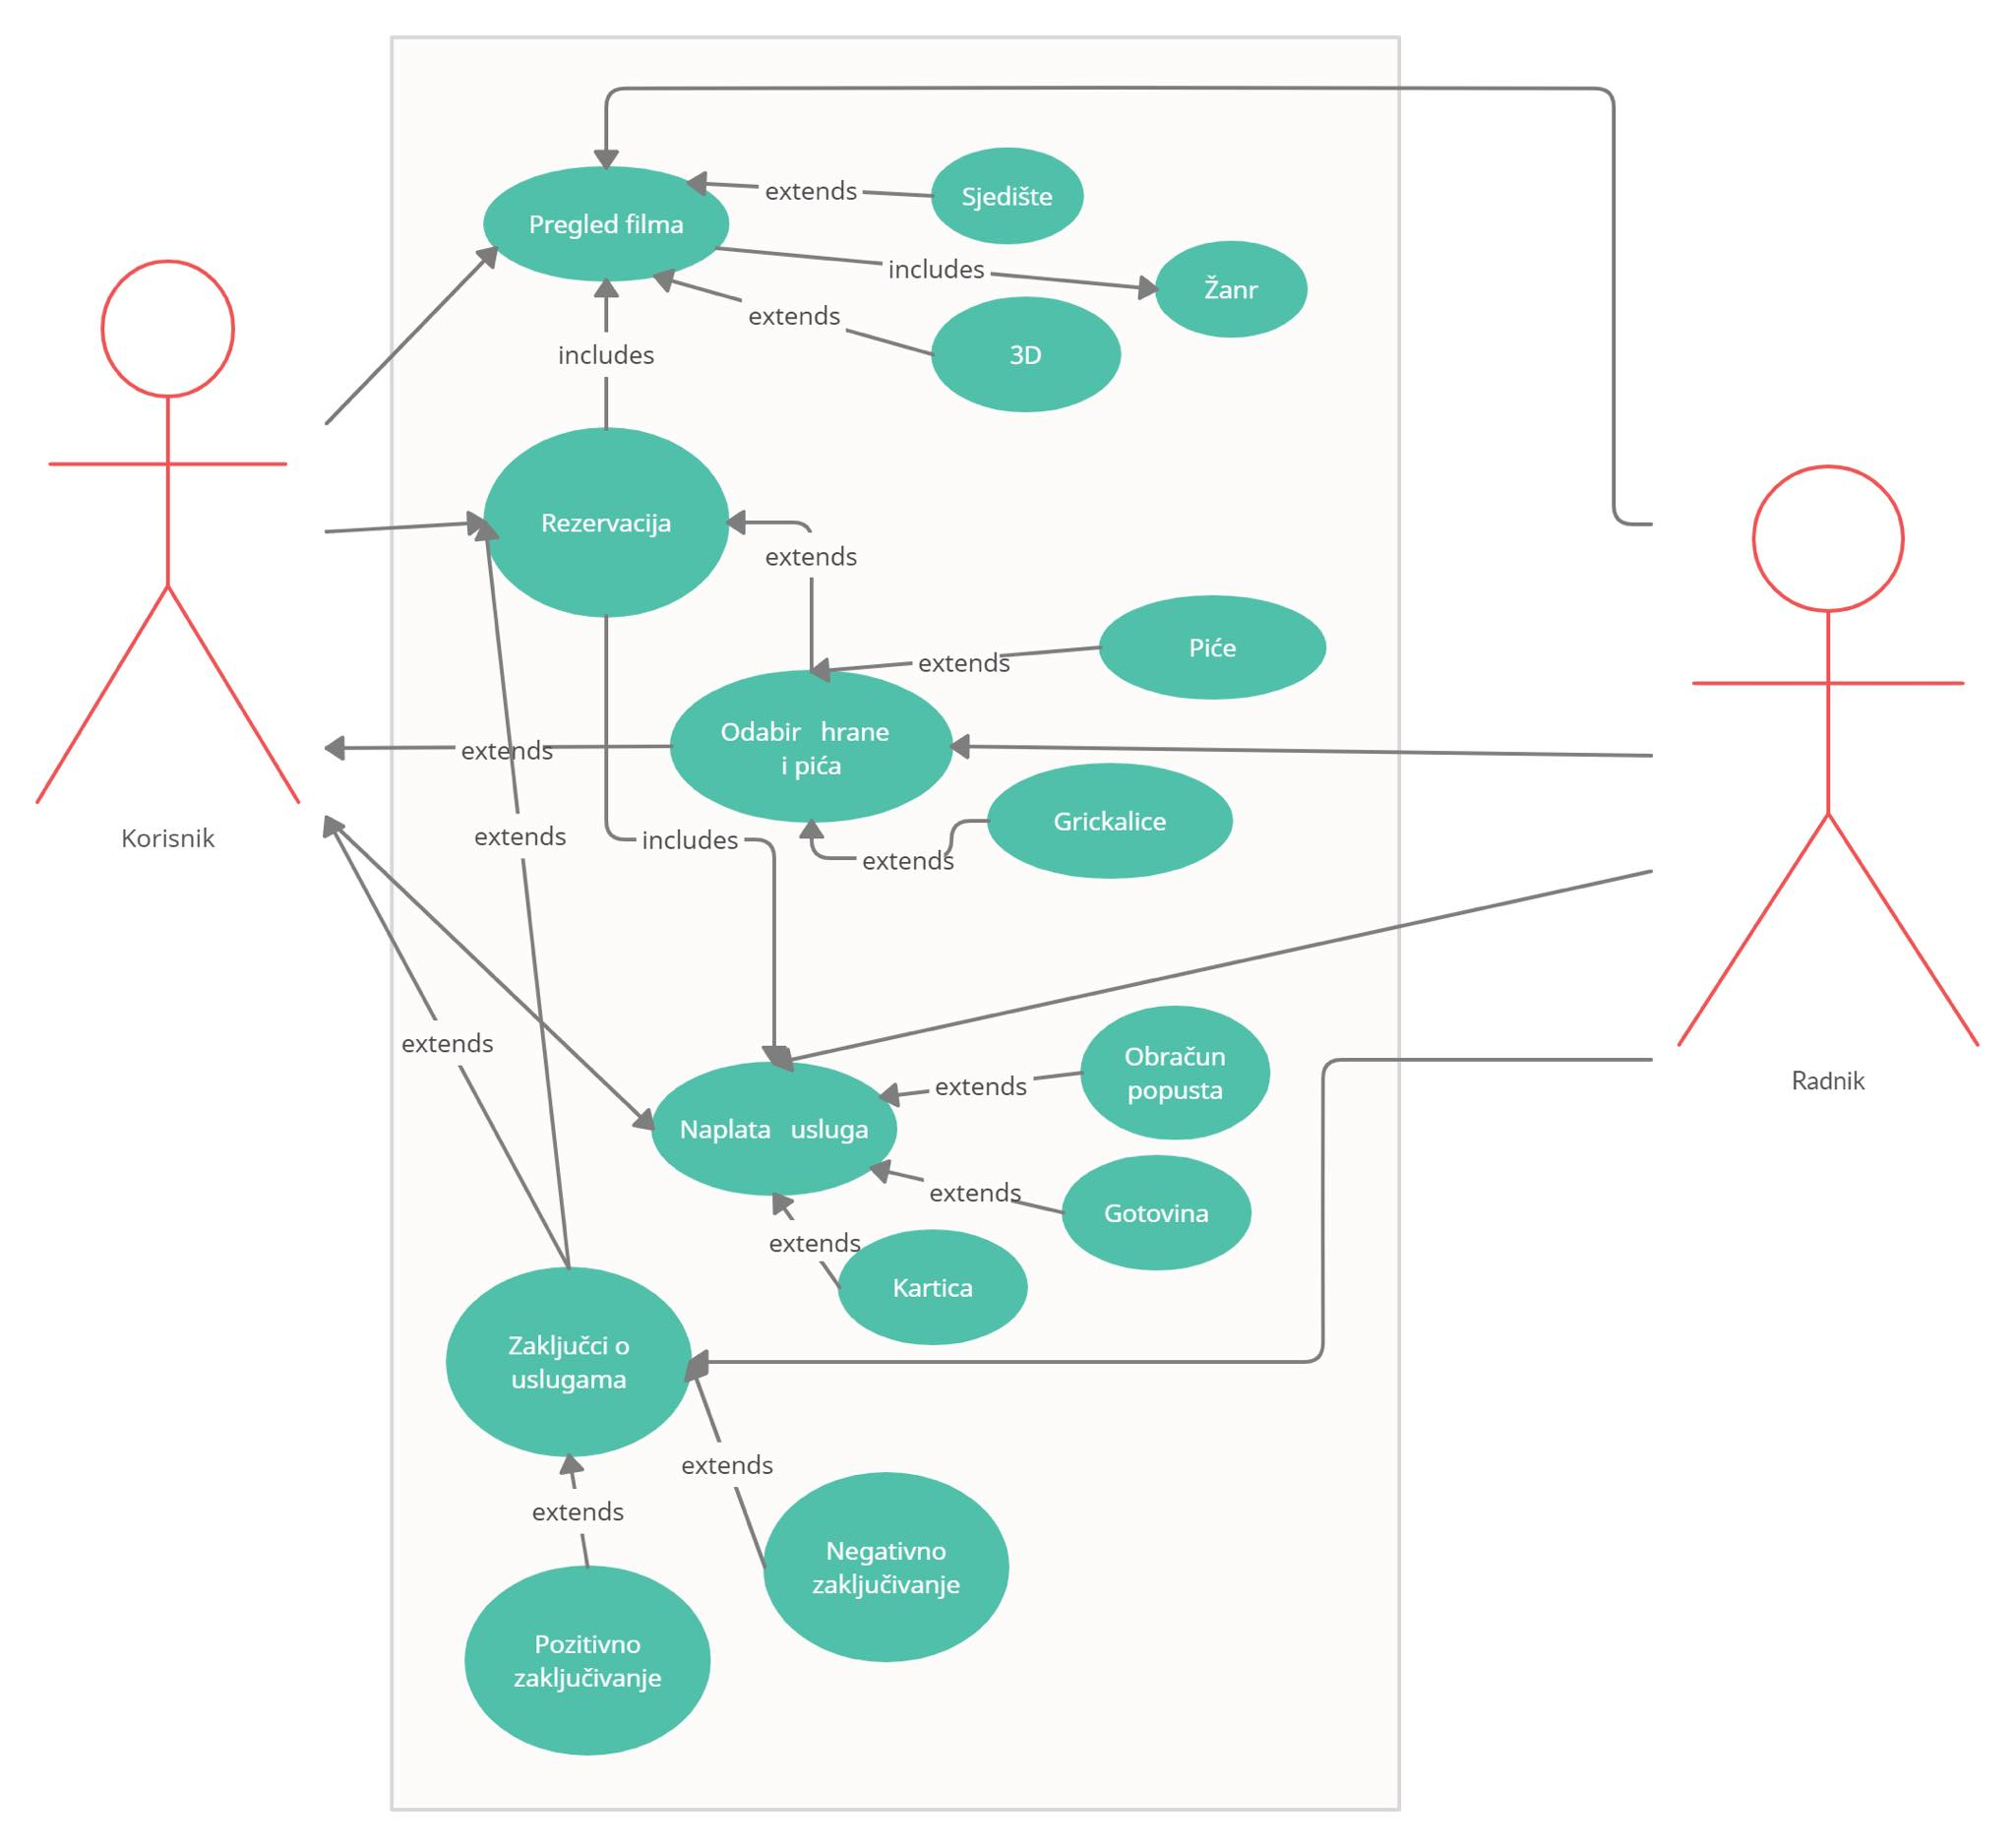 Sjedište
extends
Pregled filma
includes
Žanr
extends
3D
includes
Rezervacija
extends
Piće
extends
Odabir hrane
i pića
extends
Grickalice
extends
extends
includes
Korisnik
extends
Obračun
popusta
extends
Naplata usluga
Radnik
extends
Gotovina
extends
Kartica
Zaključci o
uslugama
extends
extends
Negativno
zaključivanje
Pozitivno
zaključivanje